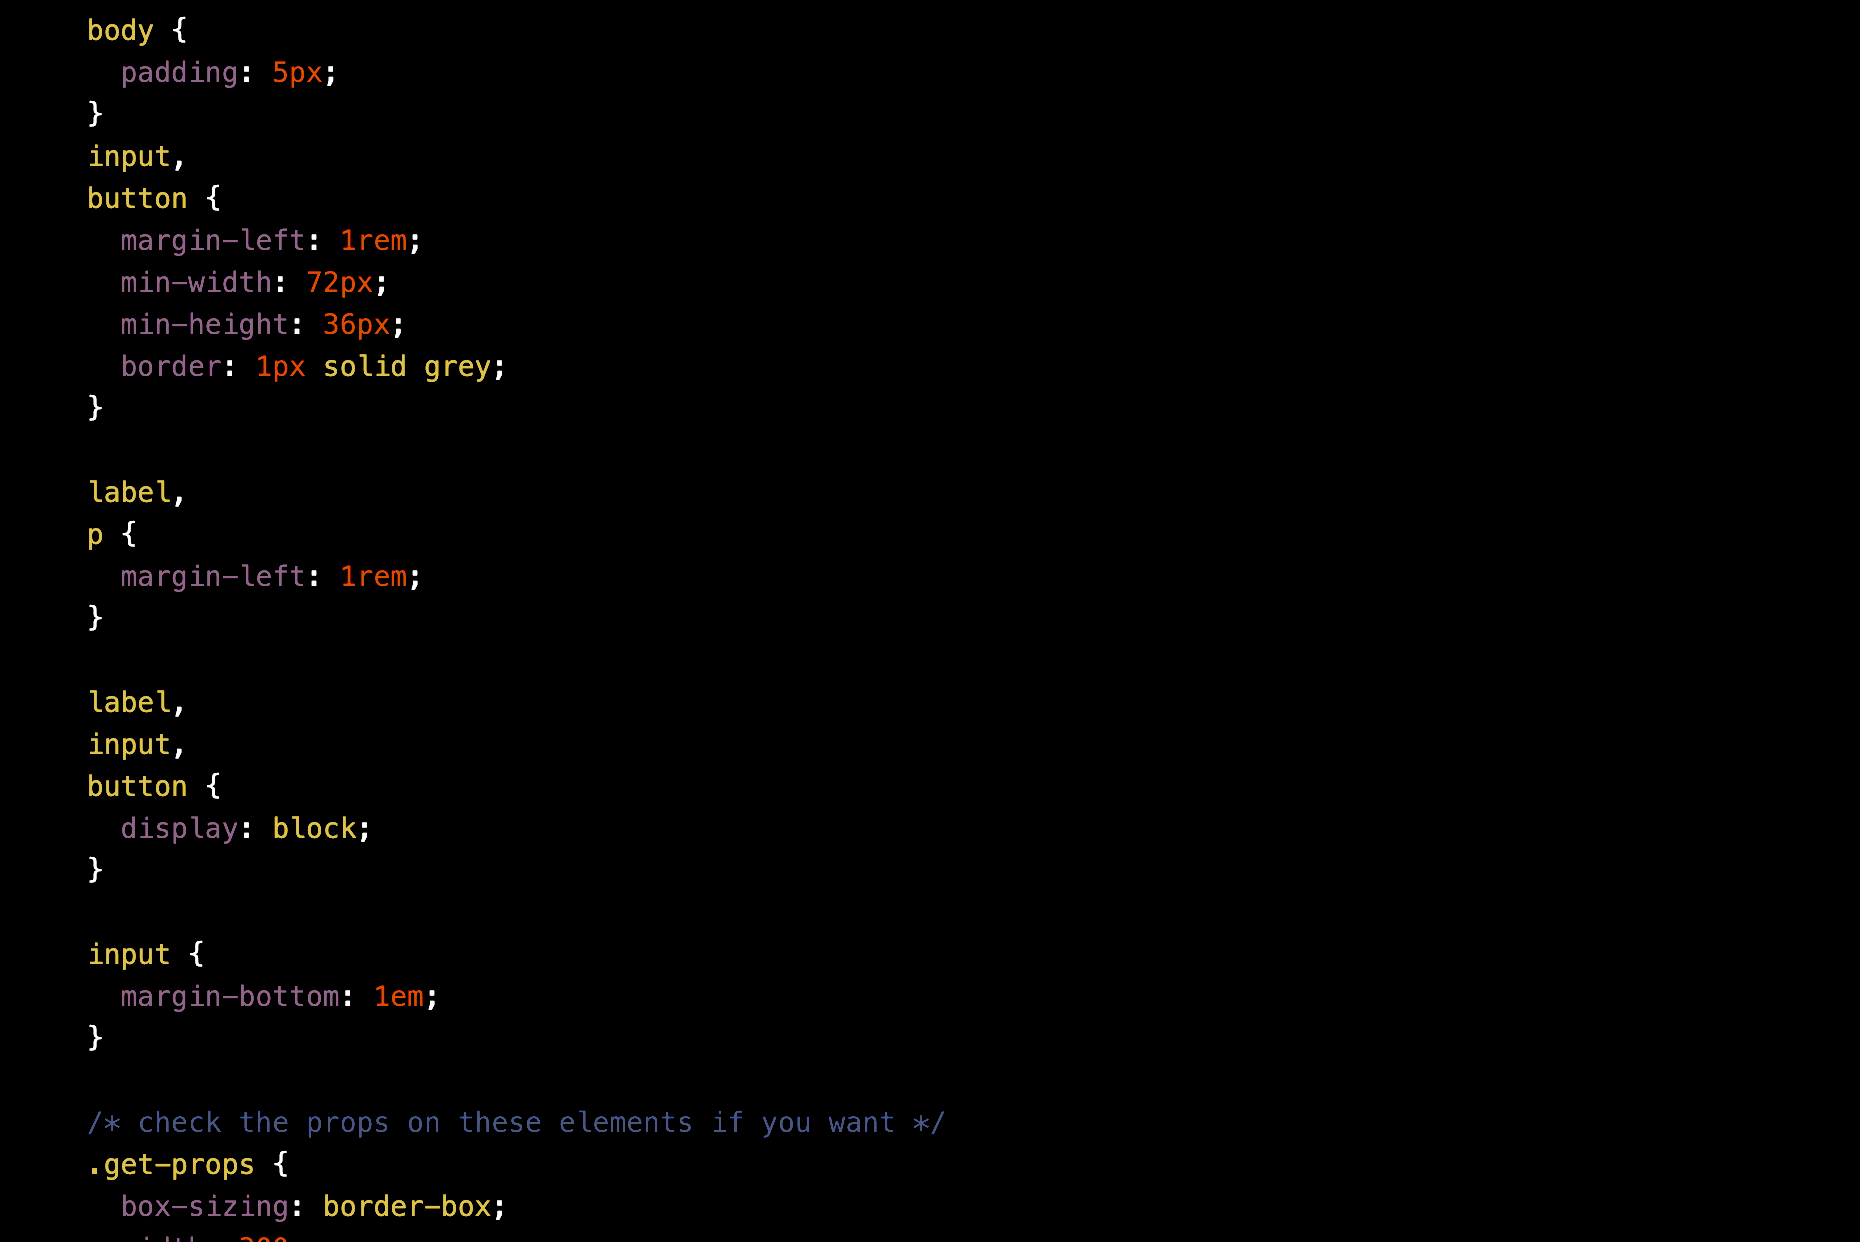 body {
  padding: 5px;
}
input,
button {
  margin-left: 1rem;
  min-width: 72px;
  min-height: 36px;
  border: 1px solid grey;
}

label,
p {
  margin-left: 1rem;
}

label,
input,
button {
  display: block;
}

input {
  margin-bottom: 1em;
}

/* check the props on these elements if you want */
.get-props {
  box-sizing: border-box;